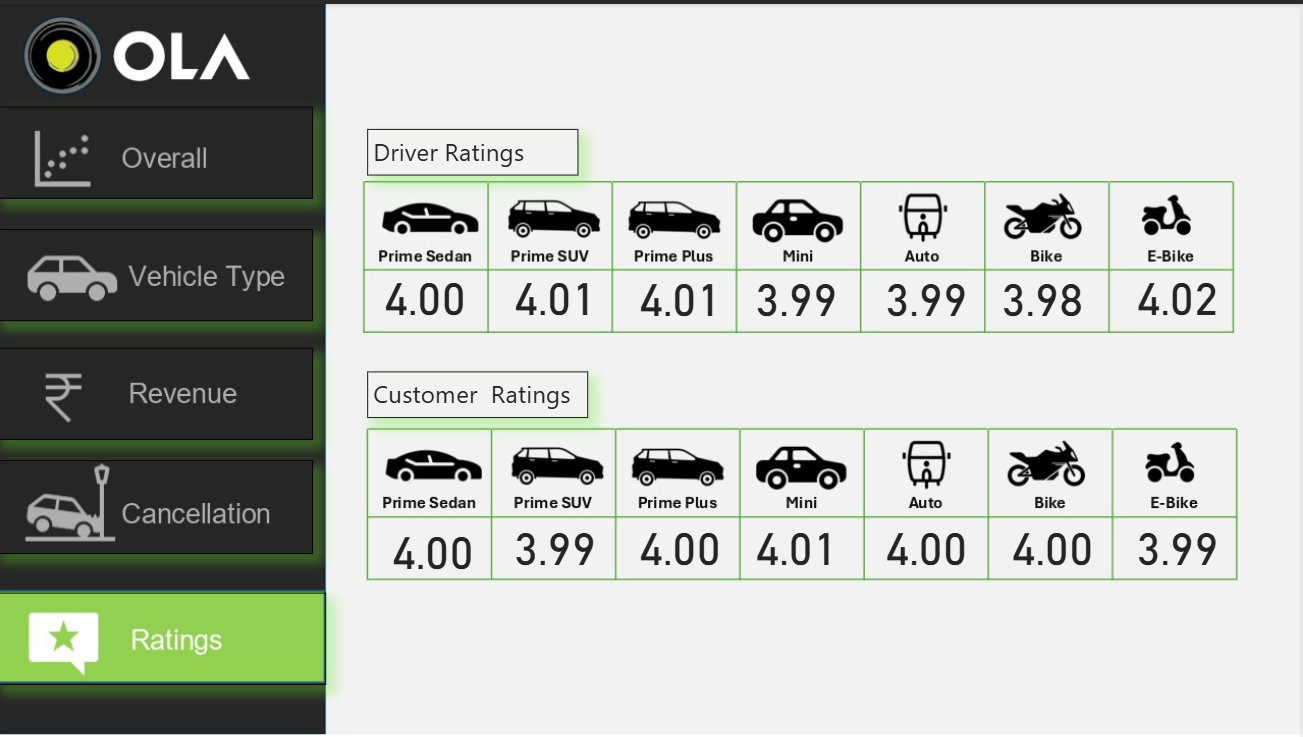 OLA
Overall
Vehicle Type
Revenue
Cancellation
Ratings
Driver Ratings
Prime Sedan Prime SUV Prime Plus Mini Auto Bike E-Bike
4.00 4.01 4.01 3.99 3.99 3.98 4.02
Customer Ratings
Prime Sedan Prime SUV Prime Plus Mini Auto Bike E-Bike
4.00 3.99 4.00 4.01 4.00 4.00 3.99